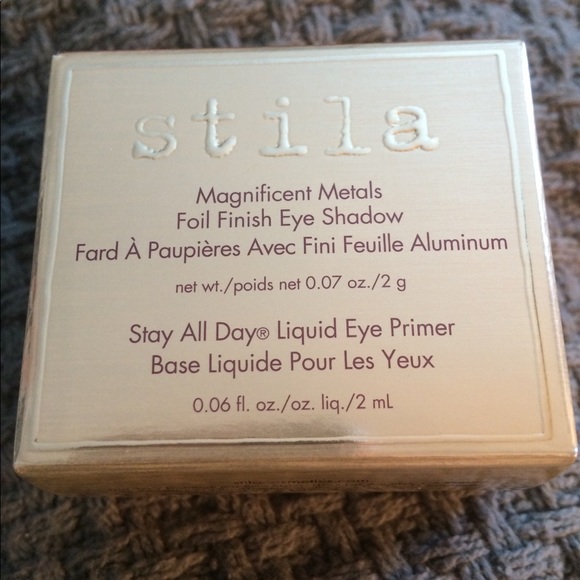 stila
Magnificent Metals
Foil Finish Eye Shadow
Fard À Paupières Avec Fini Feuille Aluminum
net wt./poids net 0.07 oz./2 g
Stay All Day® Liquid Eye Primer
Base Liquide Pour Les Yeux
0.06 fl. oz./oz. liq./2 mL